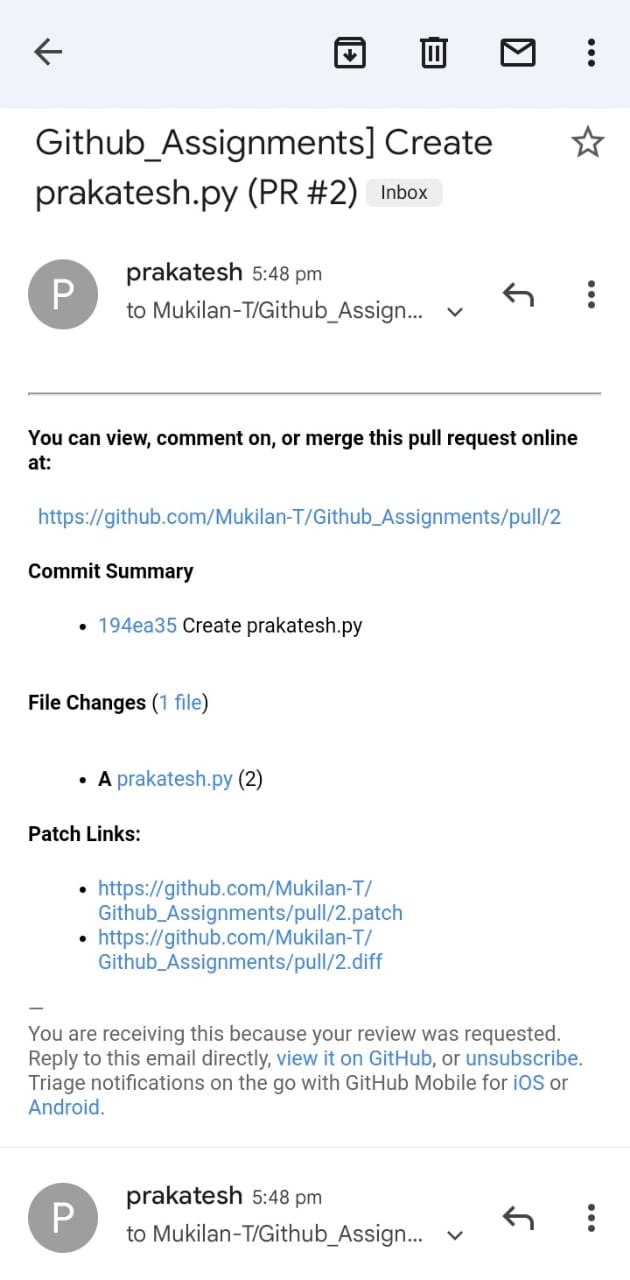 Github_Assignments] Create
prakatesh.py (PR #2) Inbox
P
prakatesh 5:48 pm
to Mukilan-T/Github_Assign...
You can view, comment on, or merge this pull request online
at:
https://github.com/Mukilan-T/Github_Assignments/pull/2
Commit Summary
• 194ea35 Create prakatesh.py
File Changes (1 file)
• A prakatesh.py (2)
Patch Links:
• https://github.com/Mukilan-T/
Github_Assignments/pull/2.patch
• https://github.com/Mukilan-T/
Github_Assignments/pull/2.diff
—
You are receiving this because your review was requested.
Reply to this email directly, view it on GitHub, or unsubscribe.
Triage notifications on the go with GitHub Mobile for iOS or
Android.
P
prakatesh 5:48 pm
to Mukilan-T/Github_Assign...